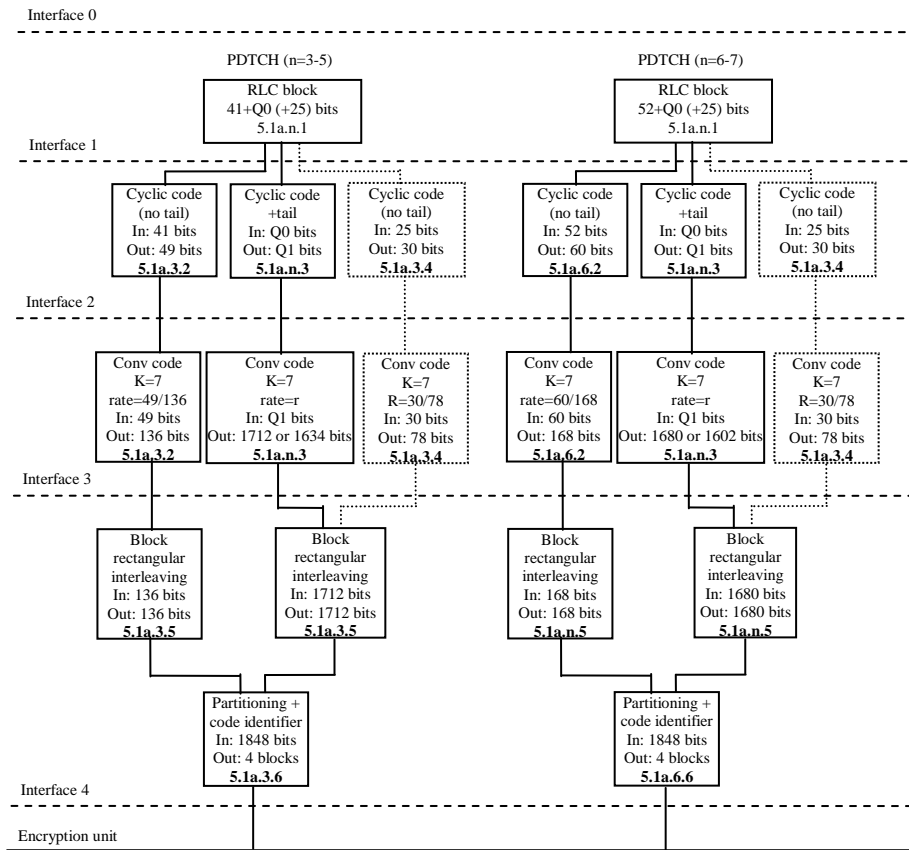 Interface 0
PDTCH (n=3-5)
RLC block
41+Q0 (+25) bits
5.1a.n.1
PDTCH (n=6-7)
RLC block
52+Q0 (+25) bits
5.1a.n.1
Interface 1
Cyclic code
(no tail)
In: 41 bits
Out: 49 bits
5.1a.3.2
Cyclic code
+tail
In: Q0 bits
Out: Q1 bits
5.1a.n.3
Cyclic code
(no tail)
In: 25 bits
Out: 30 bits
5.1a.3.4
Cyclic code
(no tail)
In: 52 bits
Out: 60 bits
5.1a.6.2
Cyclic code
+tail
In: Q0 bits
Out: Q1 bits
5.1a.n.3
Cyclic code
(no tail)
In: 25 bits
Out: 30 bits
5.1a.3.4
Interface 2
Conv code
K=7
rate=49/136
In: 49 bits
Out: 136 bits
5.1a.3.2
Conv code
K=7
rate=r
In: Q1 bits
Out: 1712 or 1634 bits
5.1a.n.3
Conv code
K=7
R=30/78
In: 30 bits
Out: 78 bits
5.1a.3.4
Conv code
K=7
rate=60/168
In: 60 bits
Out: 168 bits
5.1a.6.2
Conv code
K=7
rate=r
In: Q1 bits
Out: 1680 or 1602 bits
5.1a.n.3
Conv code
K=7
R=30/78
In: 30 bits
Out: 78 bits
5.1a.3.4
Interface 3
Block
rectangular
interleaving
In: 136 bits
Out: 136 bits
5.1a.3.5
Block
rectangular
interleaving
In: 1712 bits
Out: 1712 bits
5.1a.3.5
Block
rectangular
interleaving
In: 168 bits
Out: 168 bits
5.1a.n.5
Block
rectangular
interleaving
In: 1680 bits
Out: 1680 bits
5.1a.n.5
Partitioning +
code identifier
In: 1848 bits
Out: 4 blocks
5.1a.3.6
Partitioning +
code identifier
In: 1848 bits
Out: 4 blocks
5.1a.6.6
Interface 4
Encryption unit